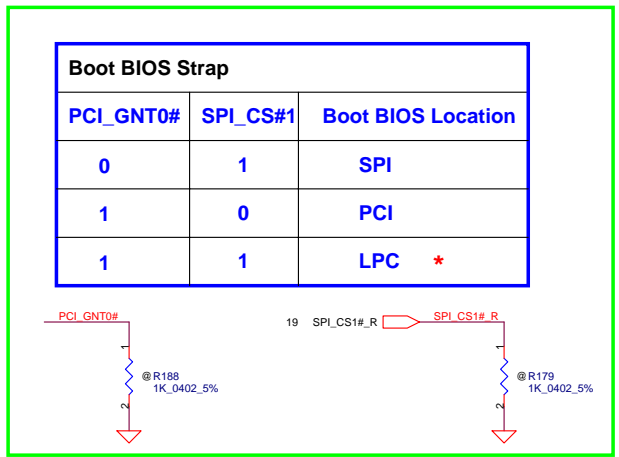 Boot BIOS Strap
PCI_GNT0# SPI_CS#1 Boot BIOS Location
0 1 SPI
1 0 PCI
1 1 LPC *
PCI_GNT0#
19 SPI_CS1#_R SPI_CS1#_R
1 1
@ R188 @ R179
1K_0402_5% 1K_0402_5%
2 2